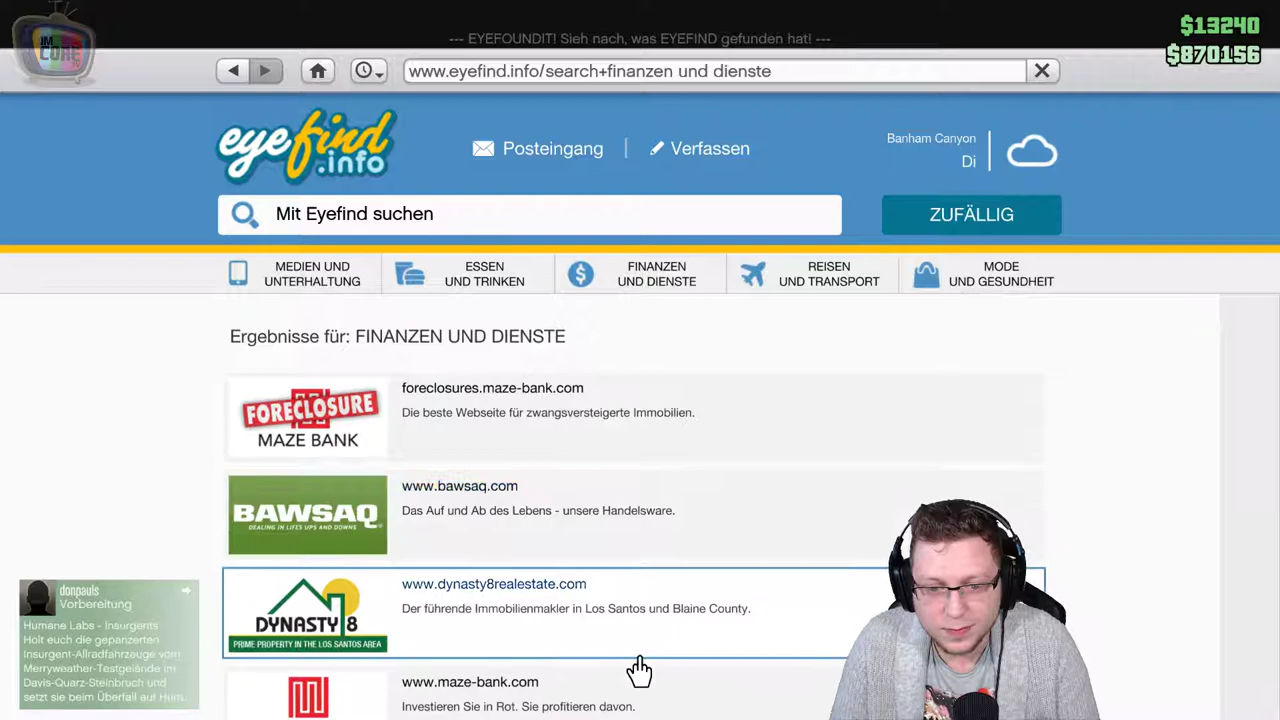 JM
CORE
TV
--- EYEFOUNDIT! Sieh nach, was EYEFIND gefunden hat! ---
$13240
$870156
www.eyefind.info/search+finanzen und dienste
eyefind
.info
Posteingang
Verfassen
Banham Canyon
Di
Mit Eyefind suchen
ZUFÄLLIG
MEDIEN UND
UNTERHALTUNG
ESSEN
UND TRINKEN
FINANZEN
UND DIENSTE
REISEN
UND TRANSPORT
MODE
UND GESUNDHEIT
Ergebnisse für: FINANZEN UND DIENSTE
FORECLOSURE
MAZE BANK
foreclosures.maze-bank.com
Die beste Webseite für zwangsversteigerte Immobilien.
BAWSAQ
DEALING IN LIFE'S UPS AND DOWNS
www.bawsaq.com
Das Auf und Ab des Lebens - unsere Handelsware.
DYNASTY 8
PRIME PROPERTY IN THE LOS SANTOS AREA
www.dynasty8realestate.com
Der führende Immobilienmakler in Los Santos und Blaine County.
www.maze-bank.com
Investieren Sie in Rot. Sie profitieren davon.
donpauls
Vorbereitung
Humane Labs - Insurgents
Holt euch die gepanzerten
Insurgent-Allradfahrzeuge vom
Merryweather-Testgelände im
Davis-Quarz-Steinbruch und
setzt sie beim Überfall auf Hum.